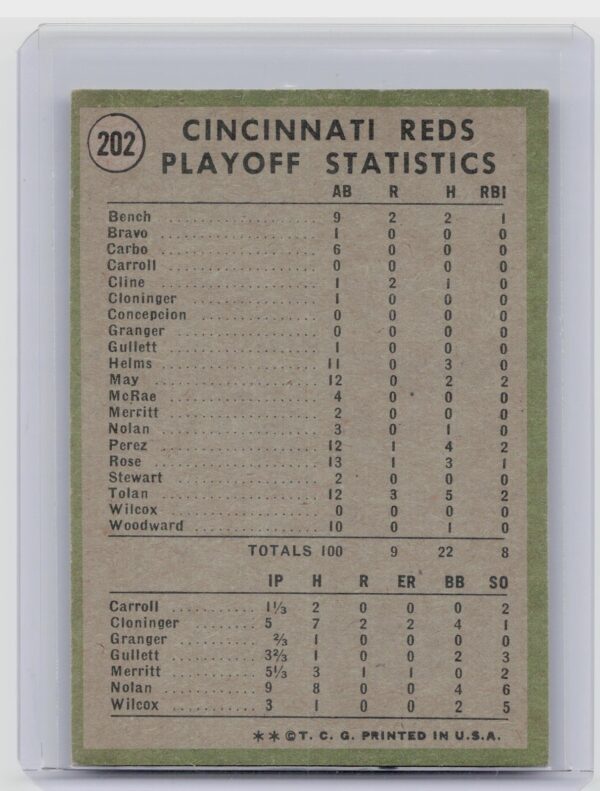 202
CINCINNATI REDS
PLAYOFF STATISTICS
AB R H RBI
Bench .................... 9 2 2 1
Bravo .................... 1 0 0 0
Carbo .................... 6 0 0 0
Carroll .................... 0 0 0 0
Cline .................... 1 2 1 0
Cloninger .................... 1 0 0 0
Concepcion .................... 0 0 0 0
Granger .................... 0 0 0 0
Gullett .................... 1 0 0 0
Helms .................... 11 0 3 0
May .................... 12 0 2 2
McRae .................... 4 0 0 0
Merritt .................... 2 0 0 0
Nolan .................... 3 0 1 0
Perez .................... 12 1 4 2
Rose .................... 13 1 3 1
Stewart .................... 2 0 0 0
Tolan .................... 12 3 5 2
Wilcox .................... 0 0 0 0
Woodward .................... 10 0 1 0
TOTALS 100 9 22 8
IP H R ER BB SO
Carroll ............ 1⅓ 2 0 0 0 2
Cloninger ............ 5 7 2 2 4 1
Granger ............ ⅔ 1 0 0 0 0
Gullett ............ 3⅔ 1 0 0 2 3
Merritt ............ 5⅓ 3 1 1 0 2
Nolan ............ 9 8 0 0 4 6
Wilcox ............ 3 1 0 0 2 5
**©T. C. G. PRINTED IN U.S.A.